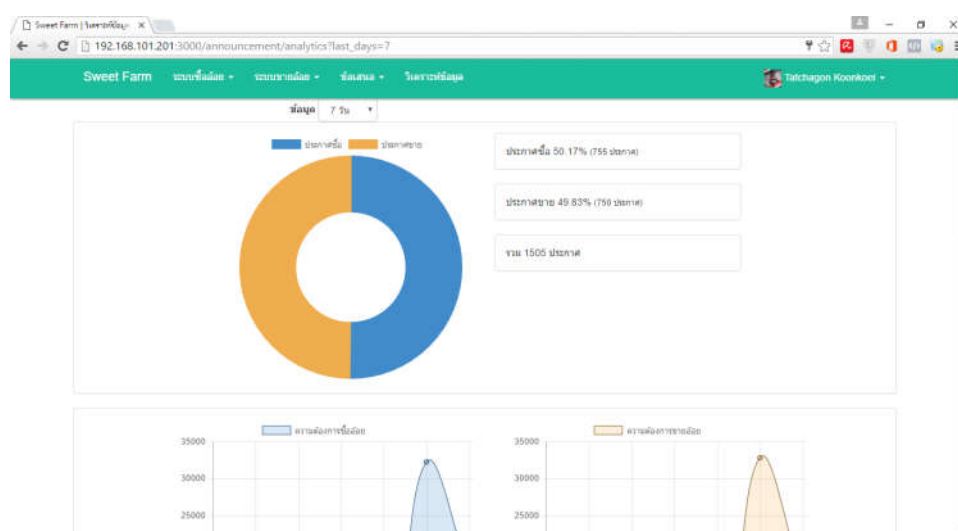 Sweet Farm | วิเคราะห์ข้อมูล
192.168.101.201:3000/announcement/analytics?last_days=7
Sweet Farm ระบบซื้ออ้อย ระบบขายอ้อย ข้อเสนอ วิเคราะห์ข้อมูล Tatchagon Koonkoei
ข้อมูล 7 วัน
ประกาศซื้อ ประกาศขาย
ประกาศซื้อ 50.17% (755 ประกาศ)
ประกาศขาย 49.83% (750 ประกาศ)
รวม 1505 ประกาศ
ความต้องการซื้ออ้อย
35000
30000
25000
ความต้องการขายอ้อย
35000
30000
25000